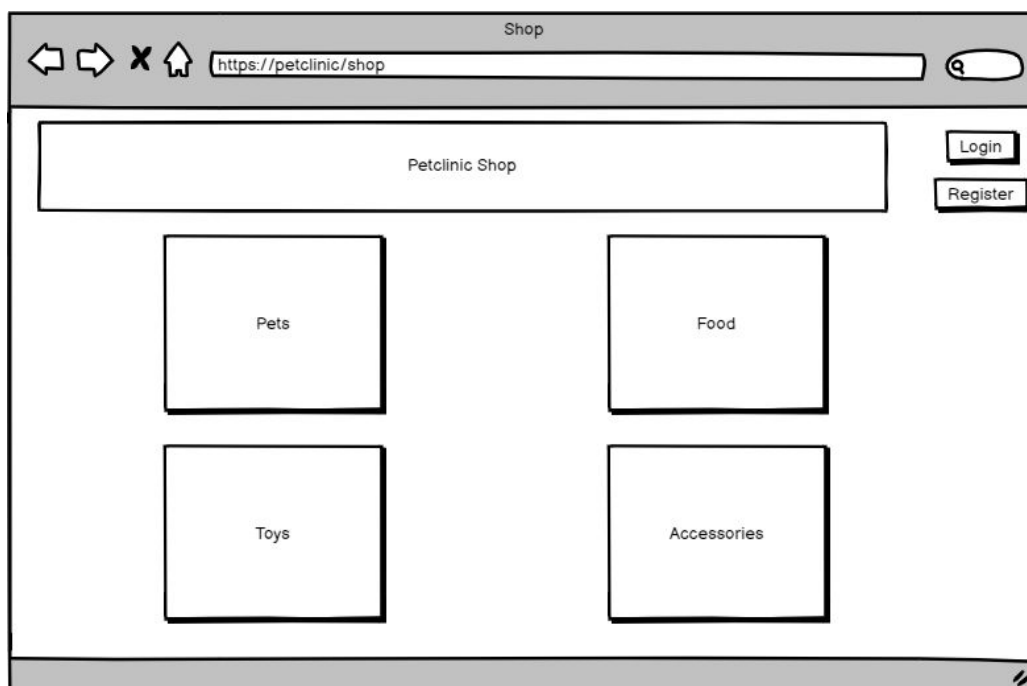 Shop
https://petclinic/shop
Petclinic Shop
Login
Register
Pets
Food
Toys
Accessories